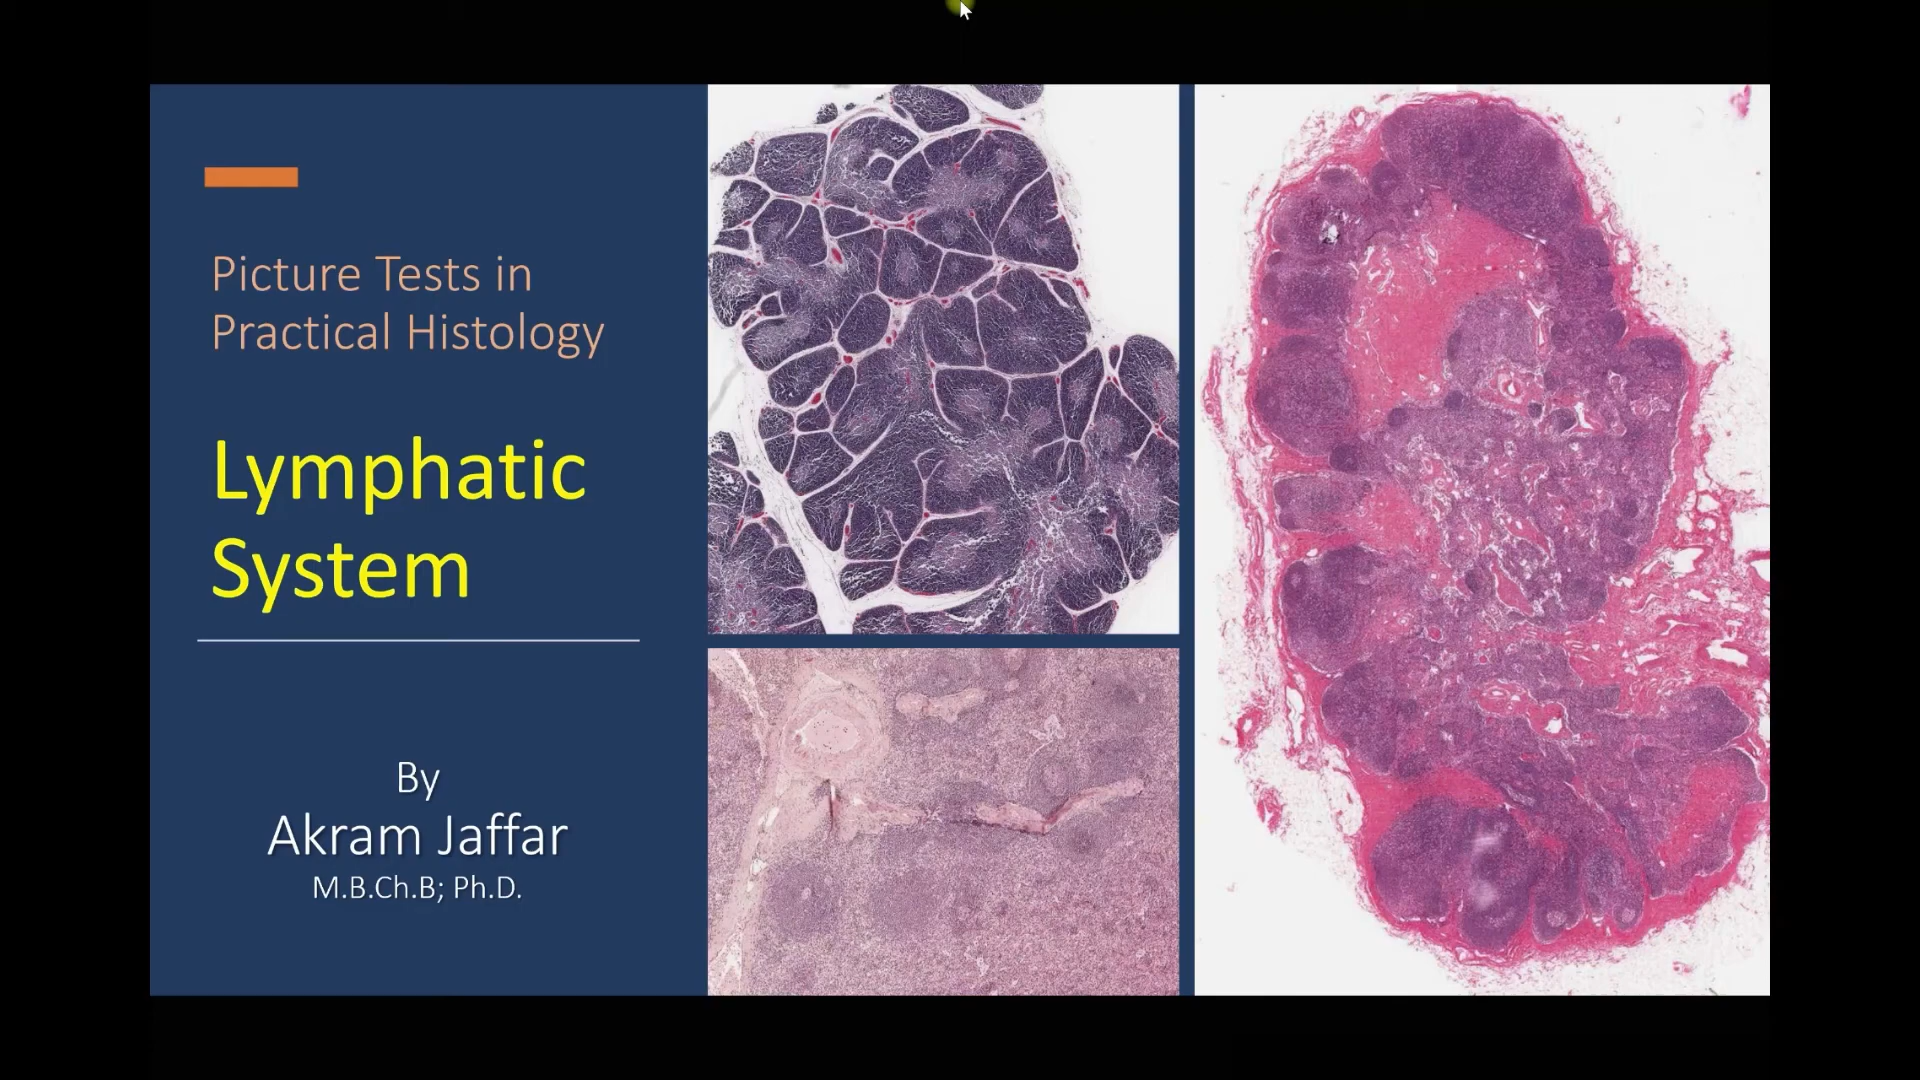 Picture Tests in
Practical Histology
Lymphatic
System
By
Akram Jaffar
M.B.Ch.B; Ph.D.